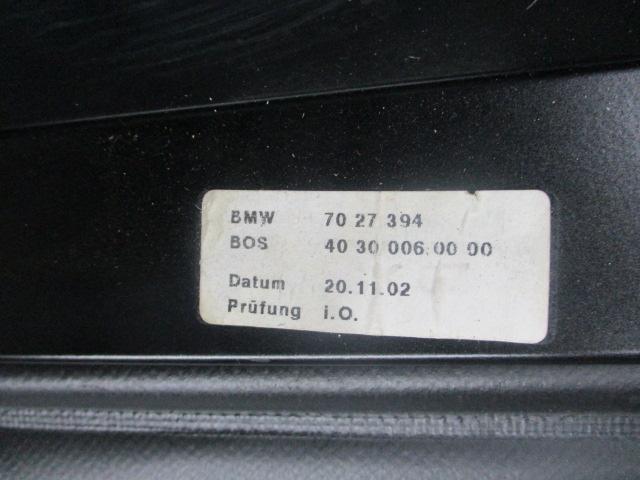 BMW 70 27 394
BOS 40 30 006 00 00
Datum 20.11.02
Prüfung i.O.